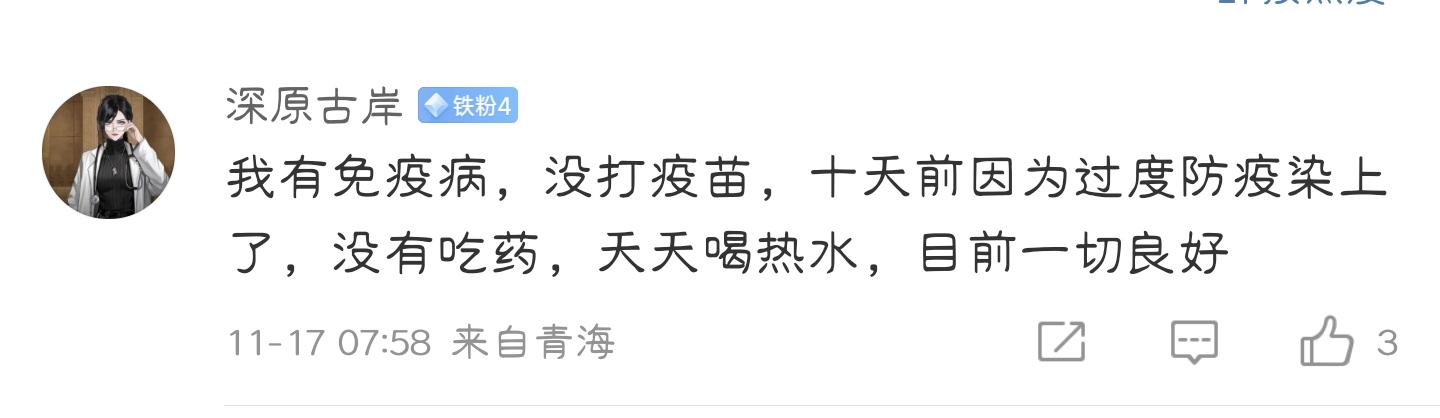 深原古岸 铁粉4
我有免疫病，没打疫苗，十天前因为过度防疫染上
了，没有吃药，天天喝热水，目前一切良好
11-17 07:58 来自青海
3